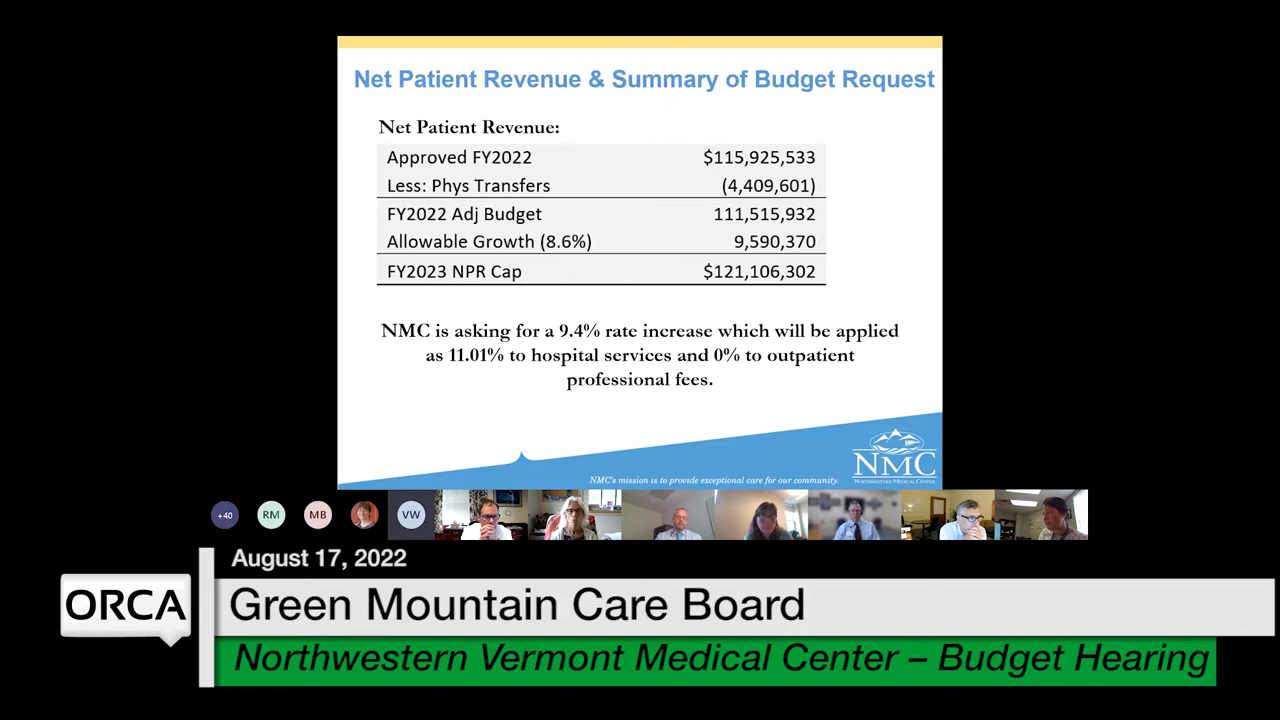 Net Patient Revenue & Summary of Budget Request
Net Patient Revenue:
Approved FY2022 $115,925,533
Less: Phys Transfers (4,409,601)
FY2022 Adj Budget 111,515,932
Allowable Growth (8.6%) 9,590,370
FY2023 NPR Cap $121,106,302
NMC is asking for a 9.4% rate increase which will be applied
as 11.01% to hospital services and 0% to outpatient
professional fees.
NMC
NORTHWESTERN MEDICAL CENTER
NMC's mission is to provide exceptional care for our community.
+40 RM MB VW
August 17, 2022
ORCA
Green Mountain Care Board
Northwestern Vermont Medical Center – Budget Hearing